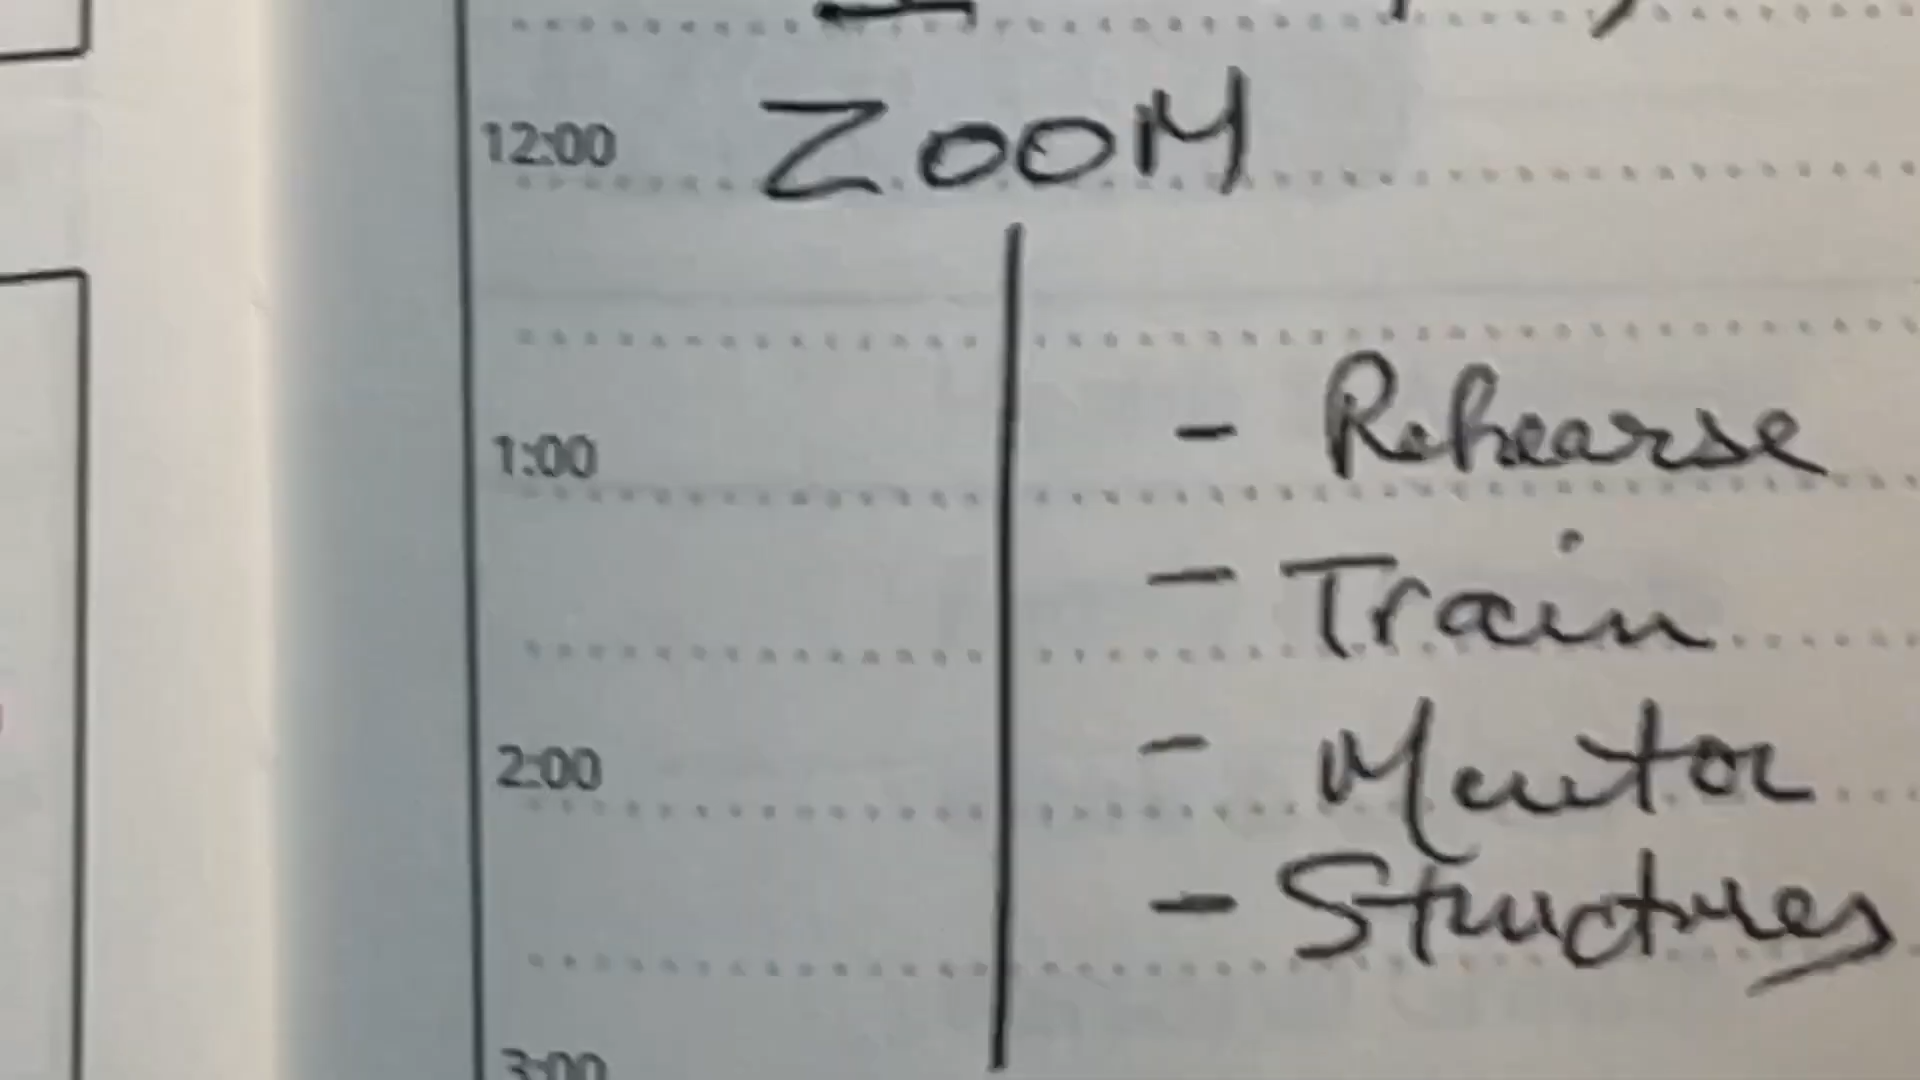 12:00 ZOOM
1:00 - Rehearse
- Train
2:00 - Mentor
- Structures
3:00